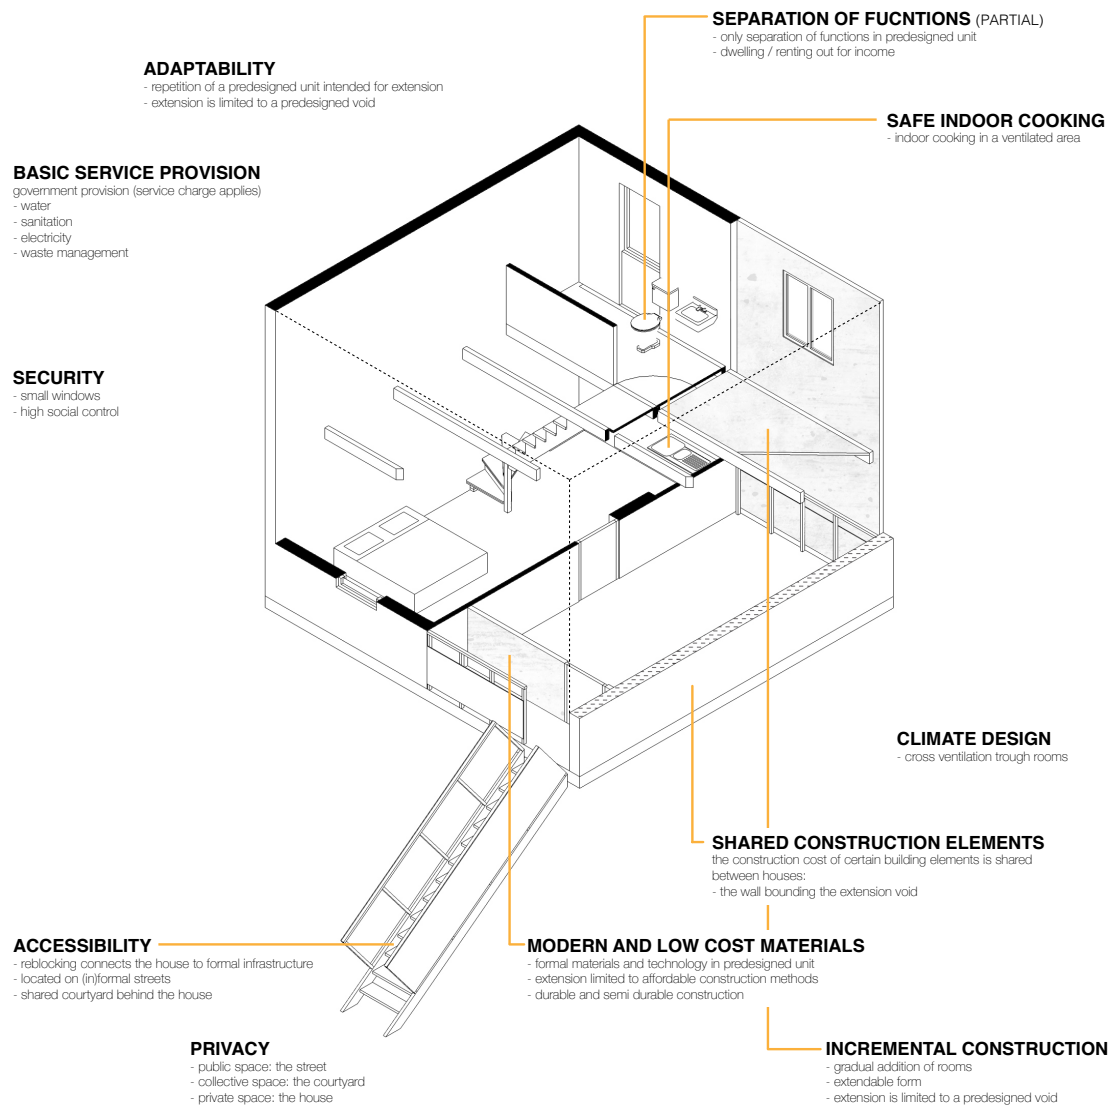 SEPARATION OF FUCNTIONS (PARTIAL)
- only separation of functions in predesigned unit
- dwelling / renting out for income
ADAPTABILITY
- repetition of a predesigned unit intended for extension
- extension is limited to a predesigned void
SAFE INDOOR COOKING
- indoor cooking in a ventilated area
BASIC SERVICE PROVISION
government provision (service charge applies)
- water
- sanitation
- electricity
- waste management
SECURITY
- small windows
- high social control
CLIMATE DESIGN
- cross ventilation trough rooms
SHARED CONSTRUCTION ELEMENTS
the construction cost of certain building elements is shared
between houses:
- the wall bounding the extension void
ACCESSIBILITY
- reblocking connects the house to formal infrastructure
- located on (in)formal streets
- shared courtyard behind the house
MODERN AND LOW COST MATERIALS
- formal materials and technology in predesigned unit
- extension limited to affordable construction methods
- durable and semi durable construction
PRIVACY
- public space: the street
- collective space: the courtyard
- private space: the house
INCREMENTAL CONSTRUCTION
- gradual addition of rooms
- extendable form
- extension is limited to a predesigned void